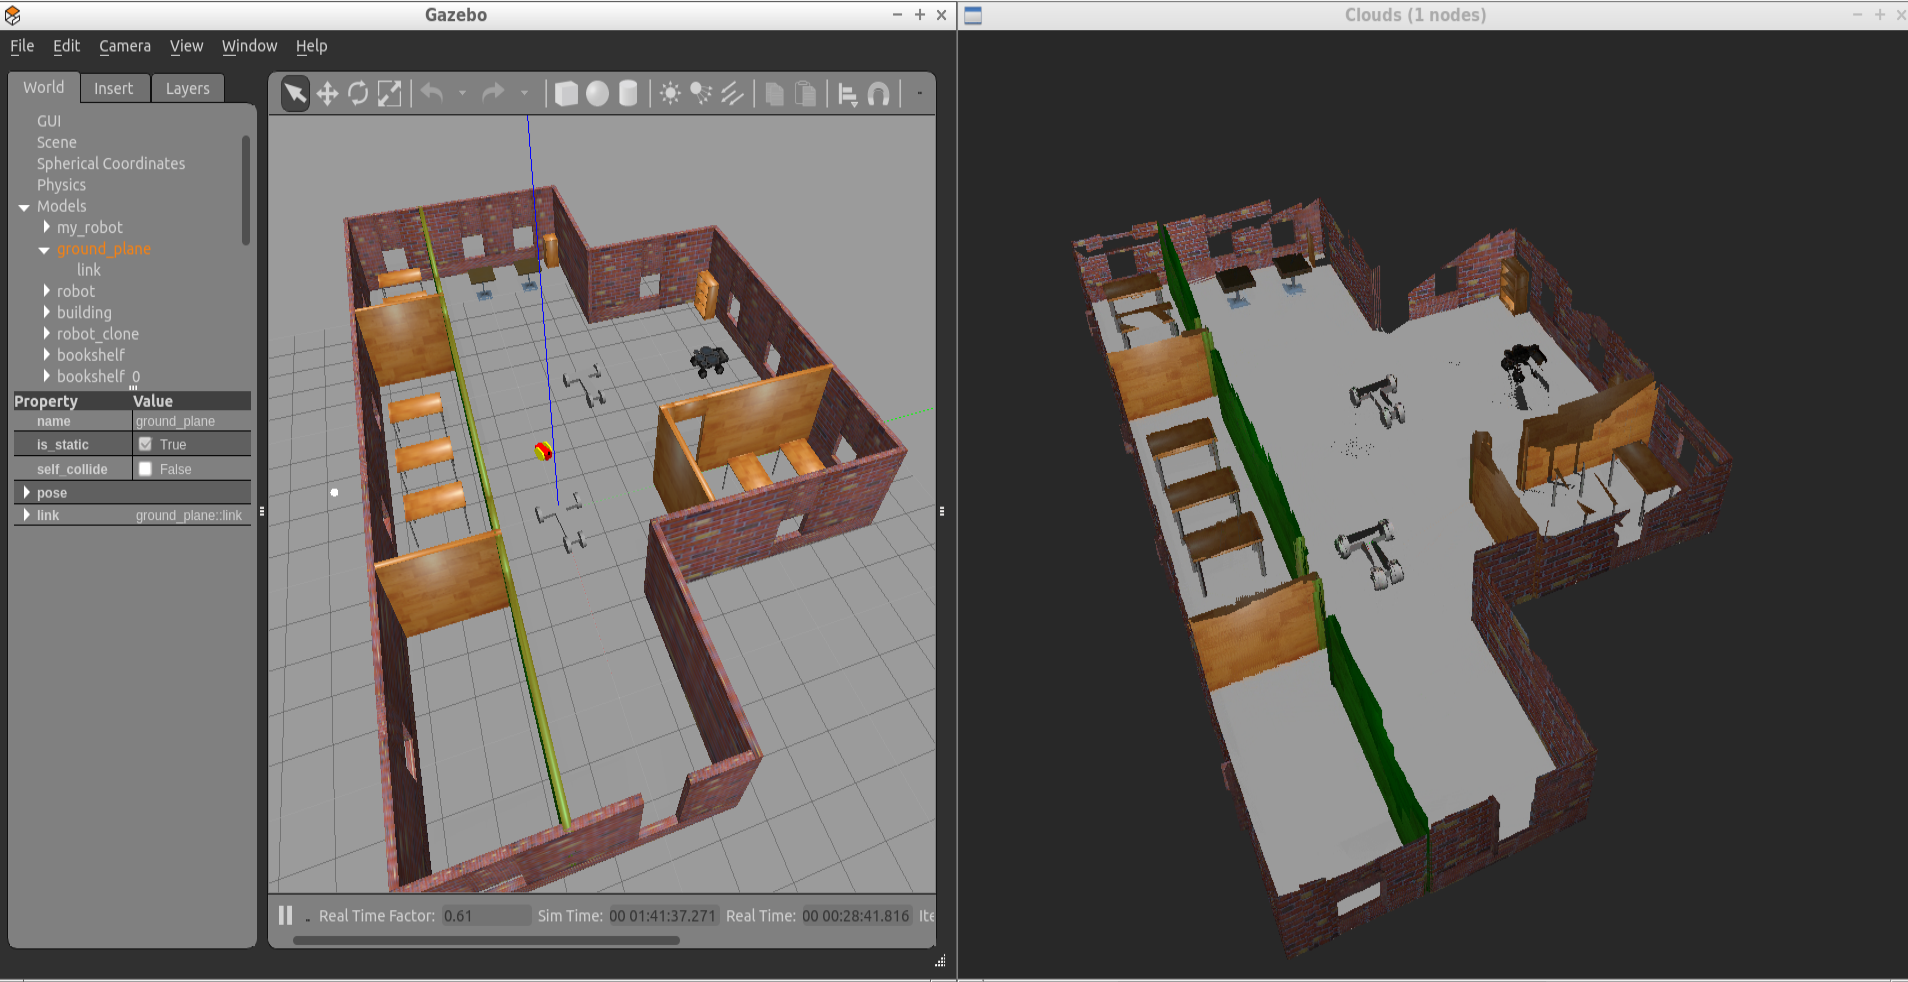 Gazebo
Clouds (1 nodes)
File Edit Camera View Window Help
World Insert Layers
GUI
Scene
Spherical Coordinates
Physics
Models
my_robot
ground_plane
link
robot
building
robot_clone
bookshelf
bookshelf_0
Property Value
name ground_plane
is_static True
self_collide False
pose
link ground_plane::link
Real Time Factor: 0.61 Sim Time: 00 01:41:37.271 Real Time: 00 00:28:41.816 Ite